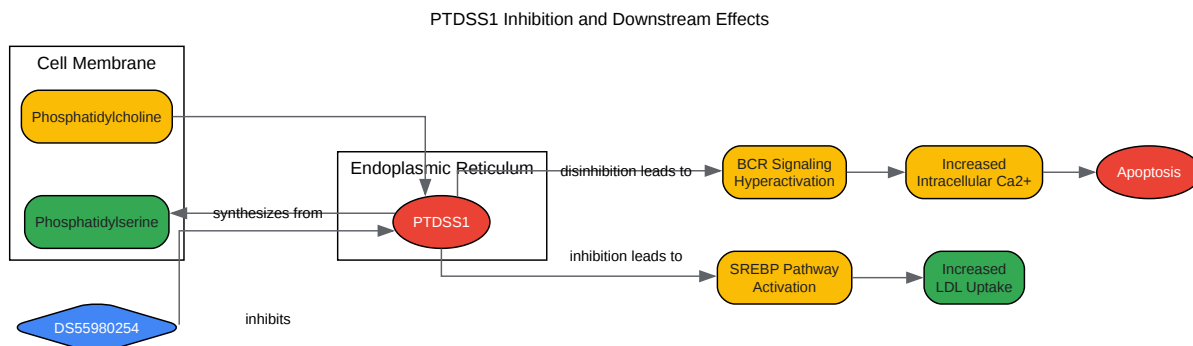 PTDSS1 Inhibition and Downstream Effects
Cell Membrane
Phosphatidylcholine
Phosphatidylserine
synthesizes from
DS55980254
inhibits
Endoplasmic Reticulum
PTDSS1
disinhibition leads to
BCR Signaling
Hyperactivation
Increased
Intracellular Ca2+
Apoptosis
inhibition leads to
SREBP Pathway
Activation
Increased
LDL Uptake